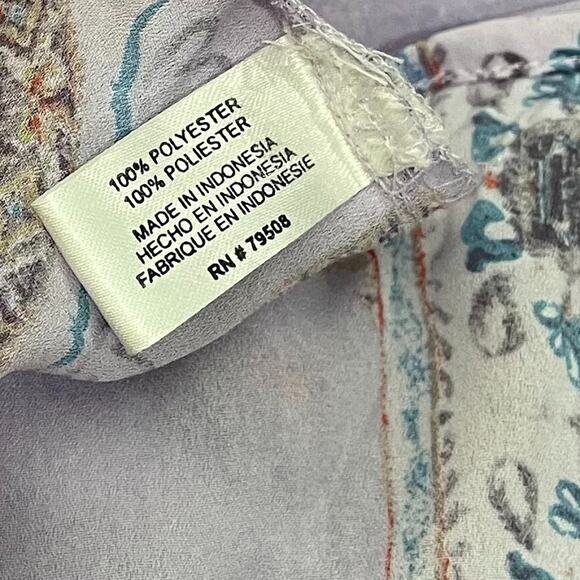 100% POLYESTER
100% POLIESTER
MADE IN INDONESIA
HECHO EN INDONESIA
FABRIQUE EN INDONESIE
RN # 79508